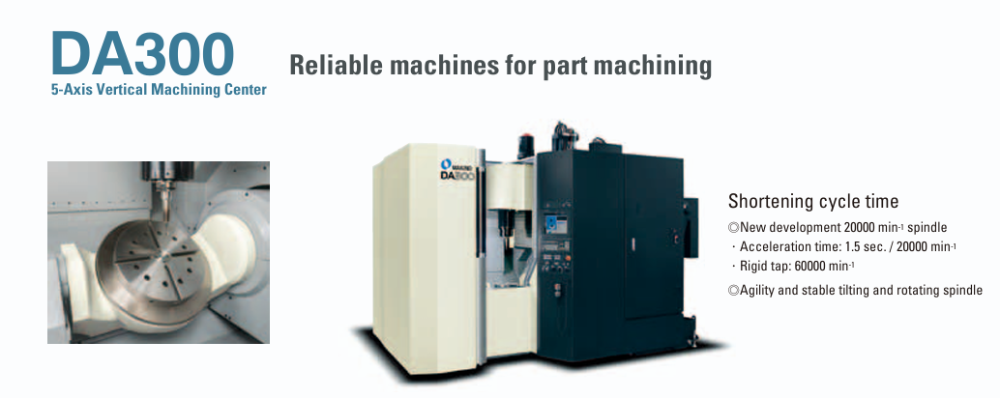 DA300
5-Axis Vertical Machining Center
Reliable machines for part machining
MAKINO
DA300
Shortening cycle time
◎New development 20000 min-1 spindle
・Acceleration time: 1.5 sec. / 20000 min-1
・Rigid tap: 60000 min-1
◎Agility and stable tilting and rotating spindle